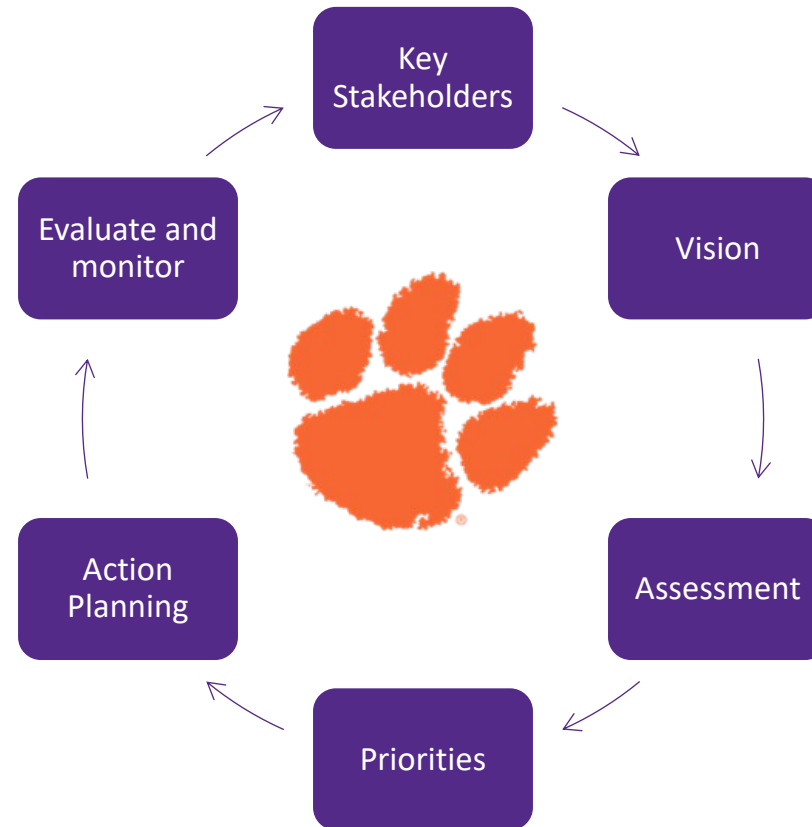 Key
Stakeholders
Vision
Assessment
Priorities
Action
Planning
Evaluate and
monitor
®